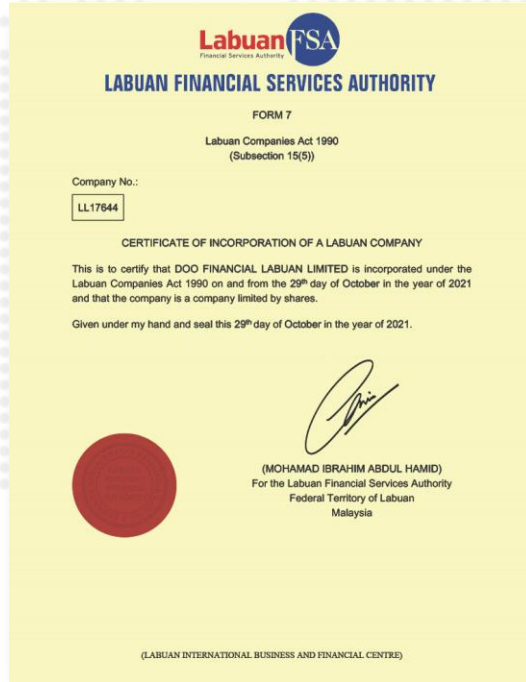 Labuan FSA
Financial Services Authority
LABUAN FINANCIAL SERVICES AUTHORITY
FORM 7
Labuan Companies Act 1990
(Subsection 15(5))
Company No.:
LL17644
CERTIFICATE OF INCORPORATION OF A LABUAN COMPANY
This is to certify that DOO FINANCIAL LABUAN LIMITED is incorporated under the
Labuan Companies Act 1990 on and from the 29th day of October in the year of 2021
and that the company is a company limited by shares.
Given under my hand and seal this 29th day of October in the year of 2021.
(MOHAMAD IBRAHIM ABDUL HAMID)
For the Labuan Financial Services Authority
Federal Territory of Labuan
Malaysia
(LABUAN INTERNATIONAL BUSINESS AND FINANCIAL CENTRE)